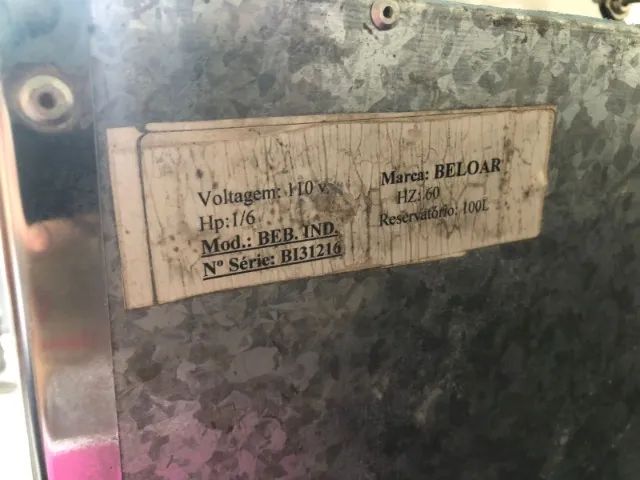 Voltagem: 110 v.
Hp:1/6
Mod.: BEB. IND.
Nº Série: BI31216
Marca: BELOAR
HZ: 60
Reservatório: 100L